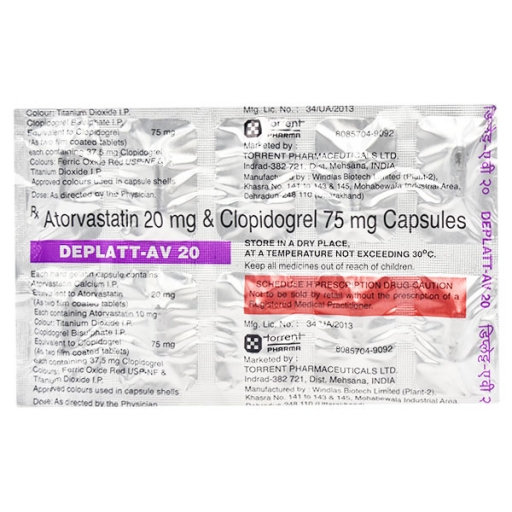 Colour: Titanium Dioxide I.P.
Clopidogrel Bisulphate I.P.
Equivalent to Clopidogrel 75 mg
(As two film coated tablets)
each containing 37.5 mg Clopidogrel
Colours: Ferric Oxide Red USP-NF &
Titanium Dioxide I.P.
Approved colours used in capsule shells
Dose: As directed by the Physician.
Mfg. Lic. No. : 34/UA/2013
torrent
PHARMA
8085704-9092
Marketed by :
TORRENT PHARMACEUTICALS LTD.
Indrad-382 721, Dist. Mehsana, INDIA
Manufactured by : Windlas Biotech Limited (Plant-2),
Khasra No. 141 to 143 & 145, Mohabewala Industrial Area,
Dehradun 248 110 (Uttarakhand)
Rx Atorvastatin 20 mg & Clopidogrel 75 mg Capsules
DEPLATT-AV 20
STORE IN A DRY PLACE,
AT A TEMPERATURE NOT EXCEEDING 30ºC.
Keep all medicines out of reach of children.
Each hard gelatin capsule contains
Atorvastatin Calcium I.P.
Equivalent to Atorvastatin 20 mg
(As two film coated tablets)
Each containing Atorvastatin 10 mg
Colour: Titanium Dioxide I.P.
Clopidogrel Bisulphate I.P.
Equivalent to Clopidogrel 75 mg
(As two film coated tablets)
each containing 37.5 mg Clopidogrel
Colours: Ferric Oxide Red USP-NF &
Titanium Dioxide I.P.
Approved colours used in capsule shells
Dose: As directed by the Physician
SCHEDULE H PRESCRIPTION DRUG-CAUTION
Not to be sold by retail without the prescription of a
Registered Medical Practitioner.
Mfg. Lic. No. : 34/UA/2013
torrent
PHARMA
8085704-9092
Marketed by :
TORRENT PHARMACEUTICALS LTD.
Indrad-382 721, Dist. Mehsana, INDIA
Manufactured by : Windlas Biotech Limited (Plant-2),
Khasra No. 141 to 143 & 145, Mohabewala Industrial Area,
Dehradun 248 110 (Uttarakhand)
DEPLATT-AV 20